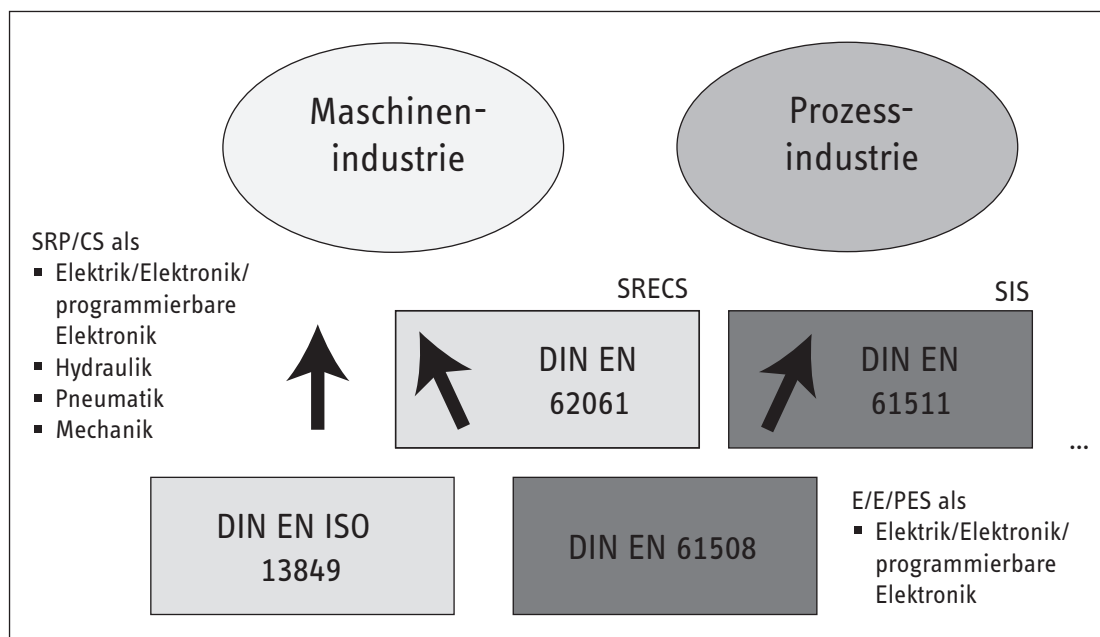 Maschinen-
industrie
Prozess-
industrie
SRP/CS als
▪ Elektrik/Elektronik/
programmierbare
Elektronik
▪ Hydraulik
▪ Pneumatik
▪ Mechanik
SRECS
DIN EN
62061
SIS
DIN EN
61511
...
DIN EN ISO
13849
DIN EN 61508
E/E/PES als
▪ Elektrik/Elektronik/
programmierbare
Elektronik